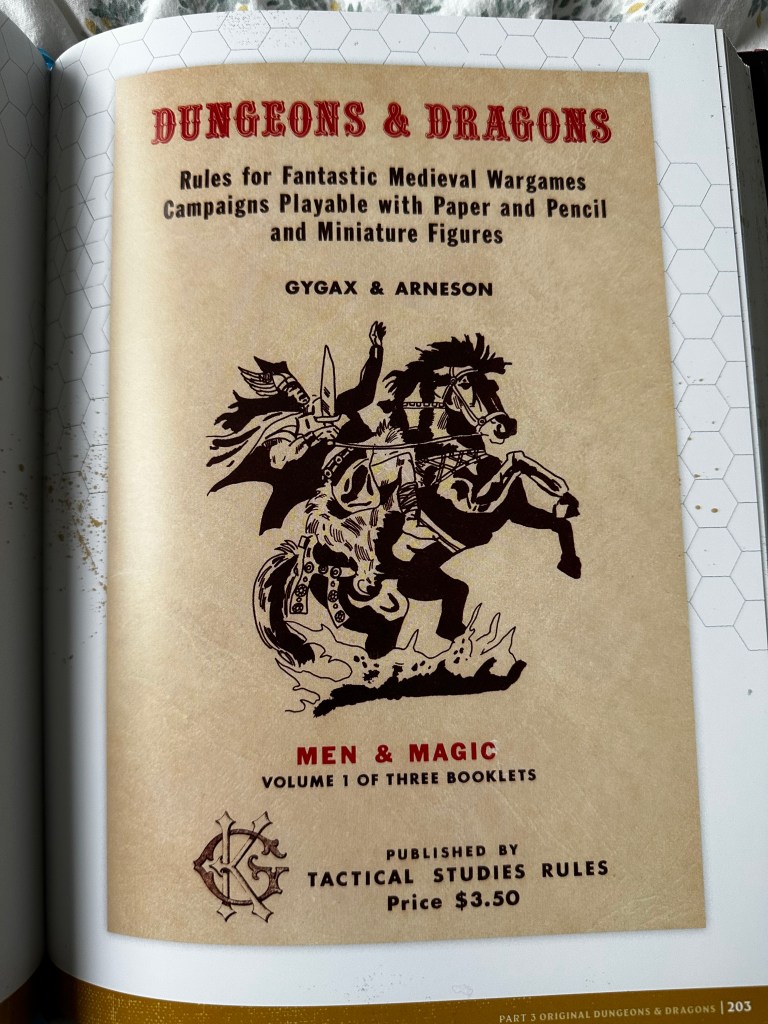 DUNGEONS & DRAGONS
Rules for Fantastic Medieval Wargames
Campaigns Playable with Paper and Pencil
and Miniature Figures
GYGAX & ARNESON
MEN & MAGIC
VOLUME 1 OF THREE BOOKLETS
GK
PUBLISHED BY
TACTICAL STUDIES RULES
Price $3.50
PART 3 ORIGINAL DUNGEONS & DRAGONS | 203